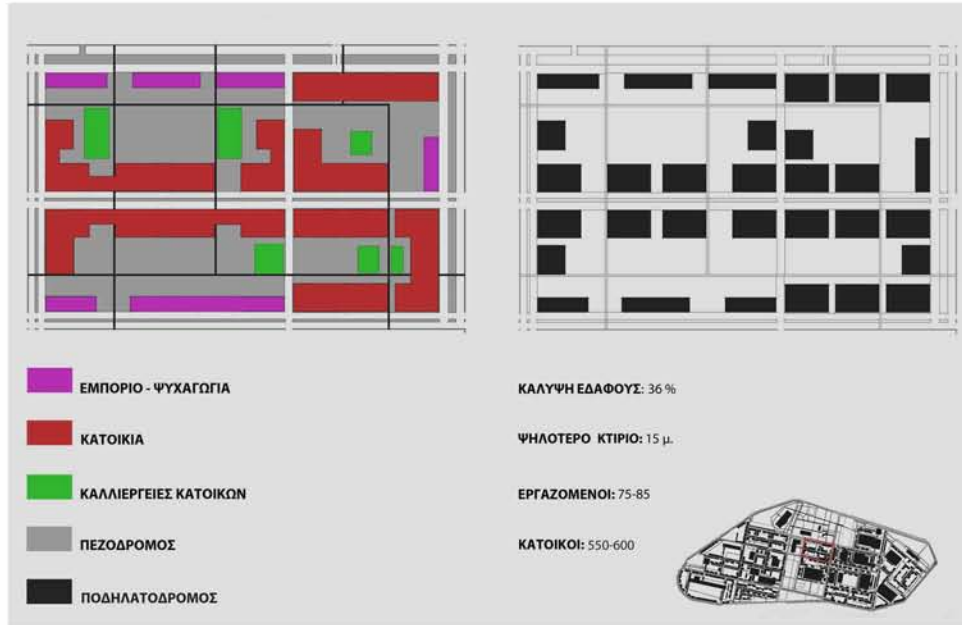 ΕΜΠΟΡΙΟ - ΨΥΧΑΓΩΓΙΑ
ΚΑΤΟΙΚΙΑ
ΚΑΛΛΙΕΡΓΕΙΕΣ ΚΑΤΟΙΚΩΝ
ΠΕΖΟΔΡΟΜΟΣ
ΠΟΔΗΛΑΤΟΔΡΟΜΟΣ
ΚΑΛΥΨΗ ΕΔΑΦΟΥΣ: 36 %
ΨΗΛΟΤΕΡΟ ΚΤΙΡΙΟ: 15 μ.
ΕΡΓΑΖΟΜΕΝΟΙ: 75-85
ΚΑΤΟΙΚΟΙ: 550-600